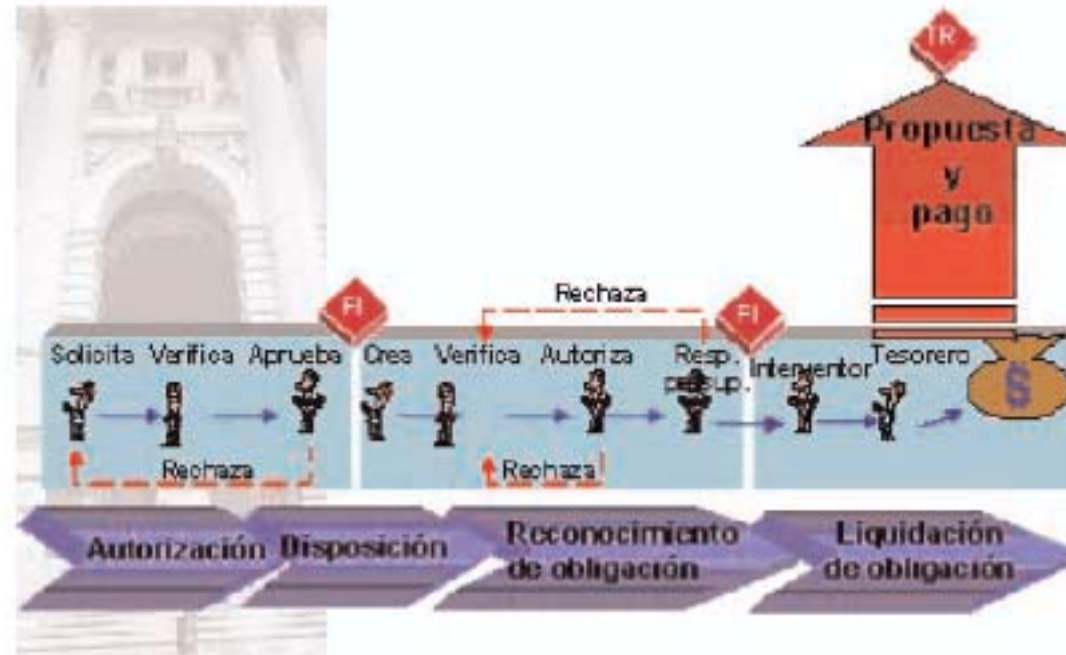 TR
Propuesta
y
pago
Rechaza
FI
FI
Solicita Verifica Aprueba Crea Verifica Autoriza Resp. presup. Interventor Tesorero
$
Rechaza
Rechaza
Autorización
Disposición
Reconocimiento
de obligación
Liquidación
de obligación